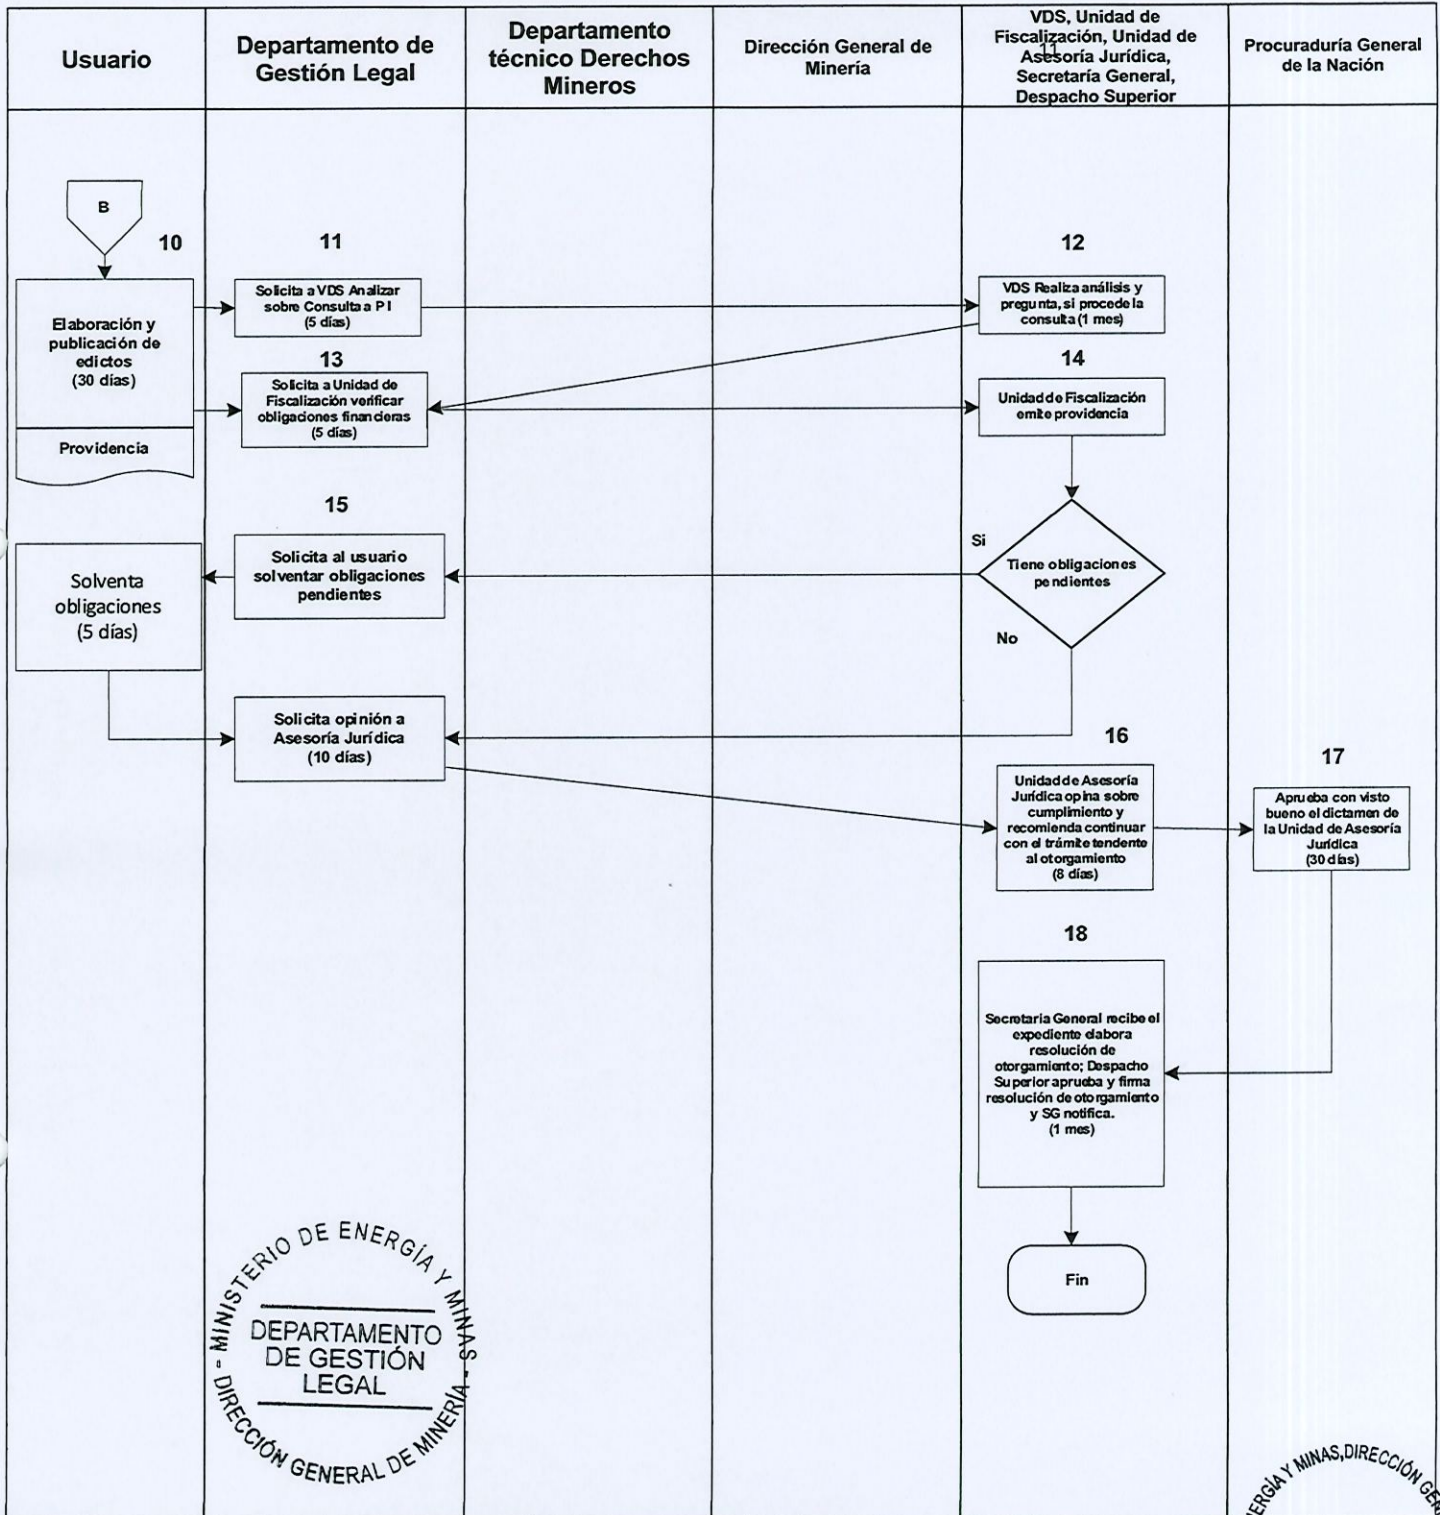 Usuario
Departamento de
Gestión Legal
Departamento
técnico Derechos
Mineros
Dirección General de
Minería
VDS, Unidad de
Fiscalización, Unidad de
11
Asesoría Jurídica,
Secretaría General,
Despacho Superior
Procuraduría General
de la Nación
B
10
11
12
Elaboración y
publicación de
edictos
(30 días)
Providencia
Solicita a VDS Analizar
sobre Consulta a P I
(5 días)
VDS Realiza análisis y
pregunta, si procede la
consulta (1 mes)
13
14
Solicita a Unidad de
Fiscalización verificar
obligaciones financieras
(5 días)
Unidad de Fiscalización
emite providencia
15
Si
Tiene obligaciones
pendientes
No
Solicita al usuario
solventar obligaciones
pendientes
Solventa
obligaciones
(5 días)
Solicita opinión a
Asesoría Jurídica
(10 días)
16
17
Unidad de Asesoría
Jurídica opina sobre
cumplimiento y
recomienda continuar
con el trámite tendente
al otorgamiento
(8 días)
Aprueba con visto
bueno el dictamen de
la Unidad de Asesoría
Jurídica
(30 días)
18
Secretaria General recibe el
expediente elabora
resolución de
otorgamiento; Despacho
Superior aprueba y firma
resolución de otorgamiento
y SG notifica.
(1 mes)
Fin
MINISTERIO DE ENERGÍA Y MINAS
DEPARTAMENTO
DE GESTIÓN
LEGAL
DIRECCIÓN GENERAL DE MINERÍA
Y MINAS, DIRECCIÓN